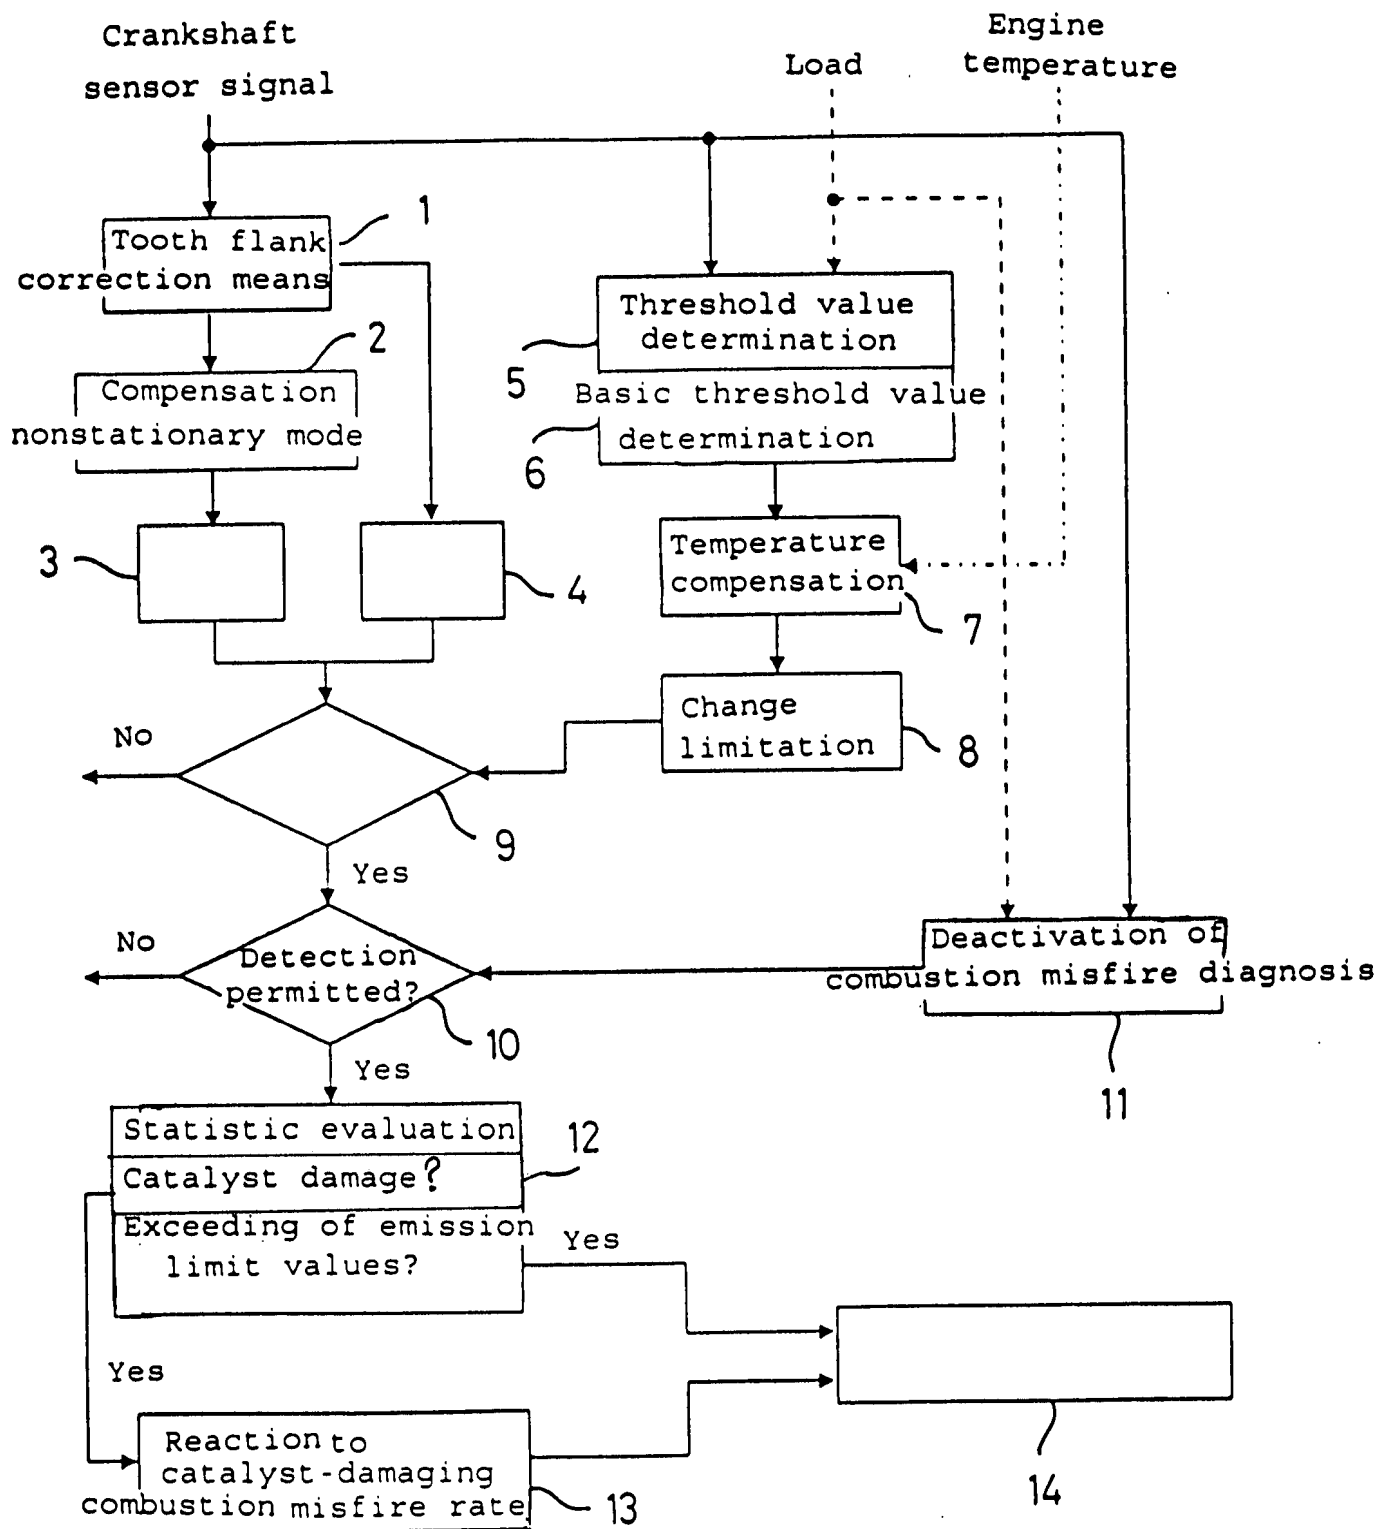 Crankshaft
sensor signal
Load
Engine
temperature
Tooth flank
correction means
1
Compensation
nonstationary mode
2
3
4
Threshold value
determination
5
Basic threshold value
determination
6
Temperature
compensation
7
Change
limitation
8
No
9
Yes
No
Detection
permitted?
10
Yes
Deactivation of
combustion misfire diagnosis
11
Statistic evaluation
12
Catalyst damage?
Exceeding of emission
limit values?
Yes
Yes
Reaction to
catalyst-damaging
combustion misfire rate
13
14